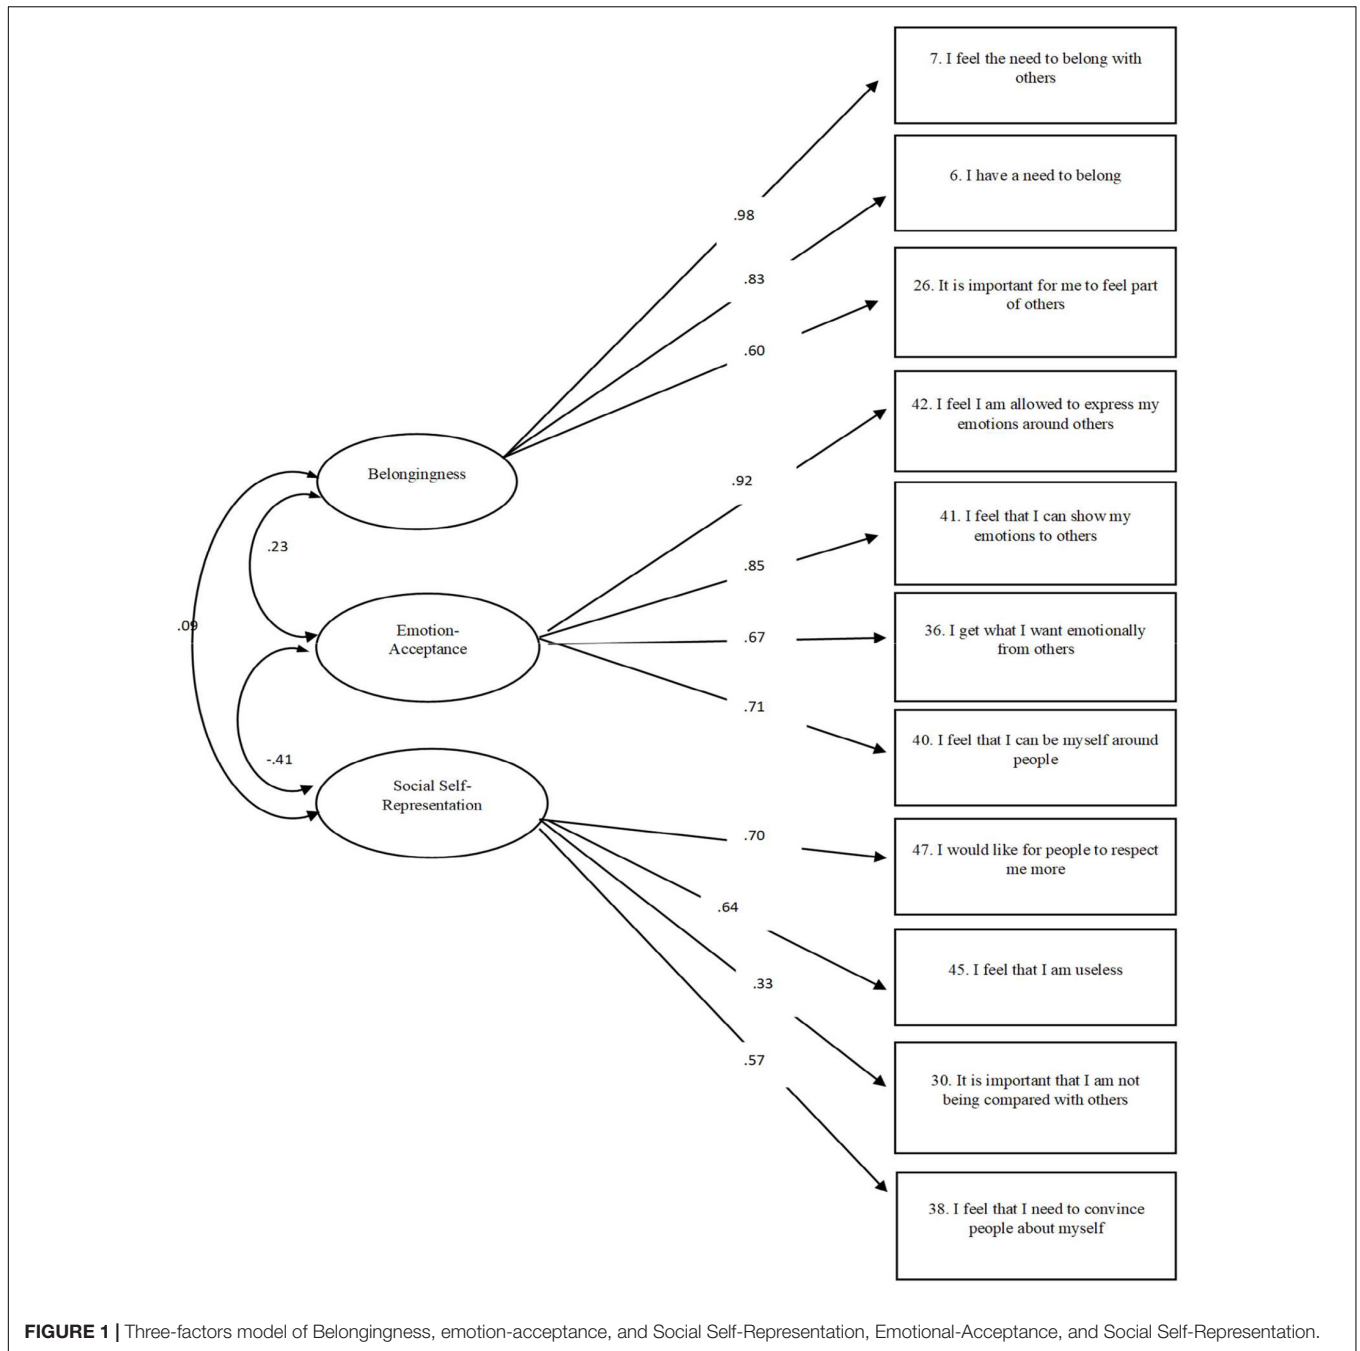 7. I feel the need to belong with
others
.98
6. I have a need to belong
.83
26. It is important for me to feel part
of others
.60
42. I feel I am allowed to express my
emotions around others
.92
Belongingness
41. I feel that I can show my
emotions to others
.85
.23
.09
Emotion-
Acceptance
36. I get what I want emotionally
from others
.67
.71
40. I feel that I can be myself around
people
-.41
Social Self-
Representation
.70
47. I would like for people to respect
me more
.64
45. I feel that I am useless
.33
30. It is important that I am not
being compared with others
.57
38. I feel that I need to convince
people about myself
FIGURE 1 | Three-factors model of Belongingness, emotion-acceptance, and Social Self-Representation, Emotional-Acceptance, and Social Self-Representation.